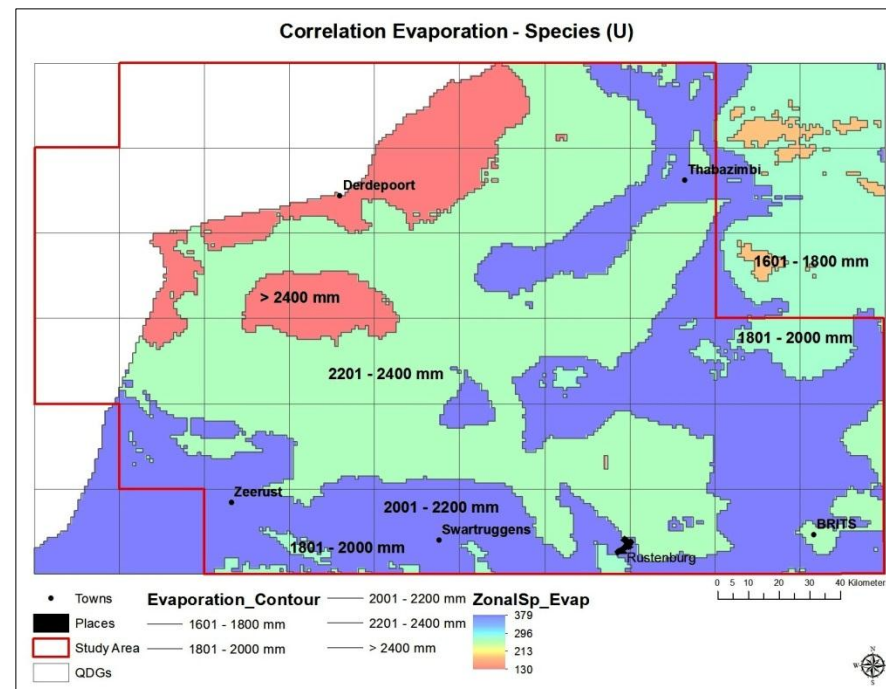 Correlation Evaporation - Species (U)
Thabazimbi
Derdepoort
1601 - 1800 mm
> 2400 mm
1801 - 2000 mm
2201 - 2400 mm
Zeerust
2001 - 2200 mm
Swartruggens
BRITS
1801 - 2000 mm
Rustenburg
0 5 10 20 30 40 Kilometer
Towns
Places
Study Area
QDGs
Evaporation_Contour
1601 - 1800 mm
1801 - 2000 mm
2001 - 2200 mm
2201 - 2400 mm
> 2400 mm
ZonalSp_Evap
379
296
213
130
N
W
E
S